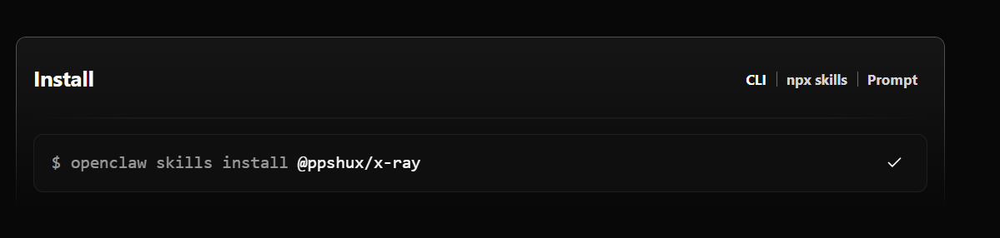 Install
CLI | npx skills | Prompt
$ openclaw skills install @ppshux/x-ray